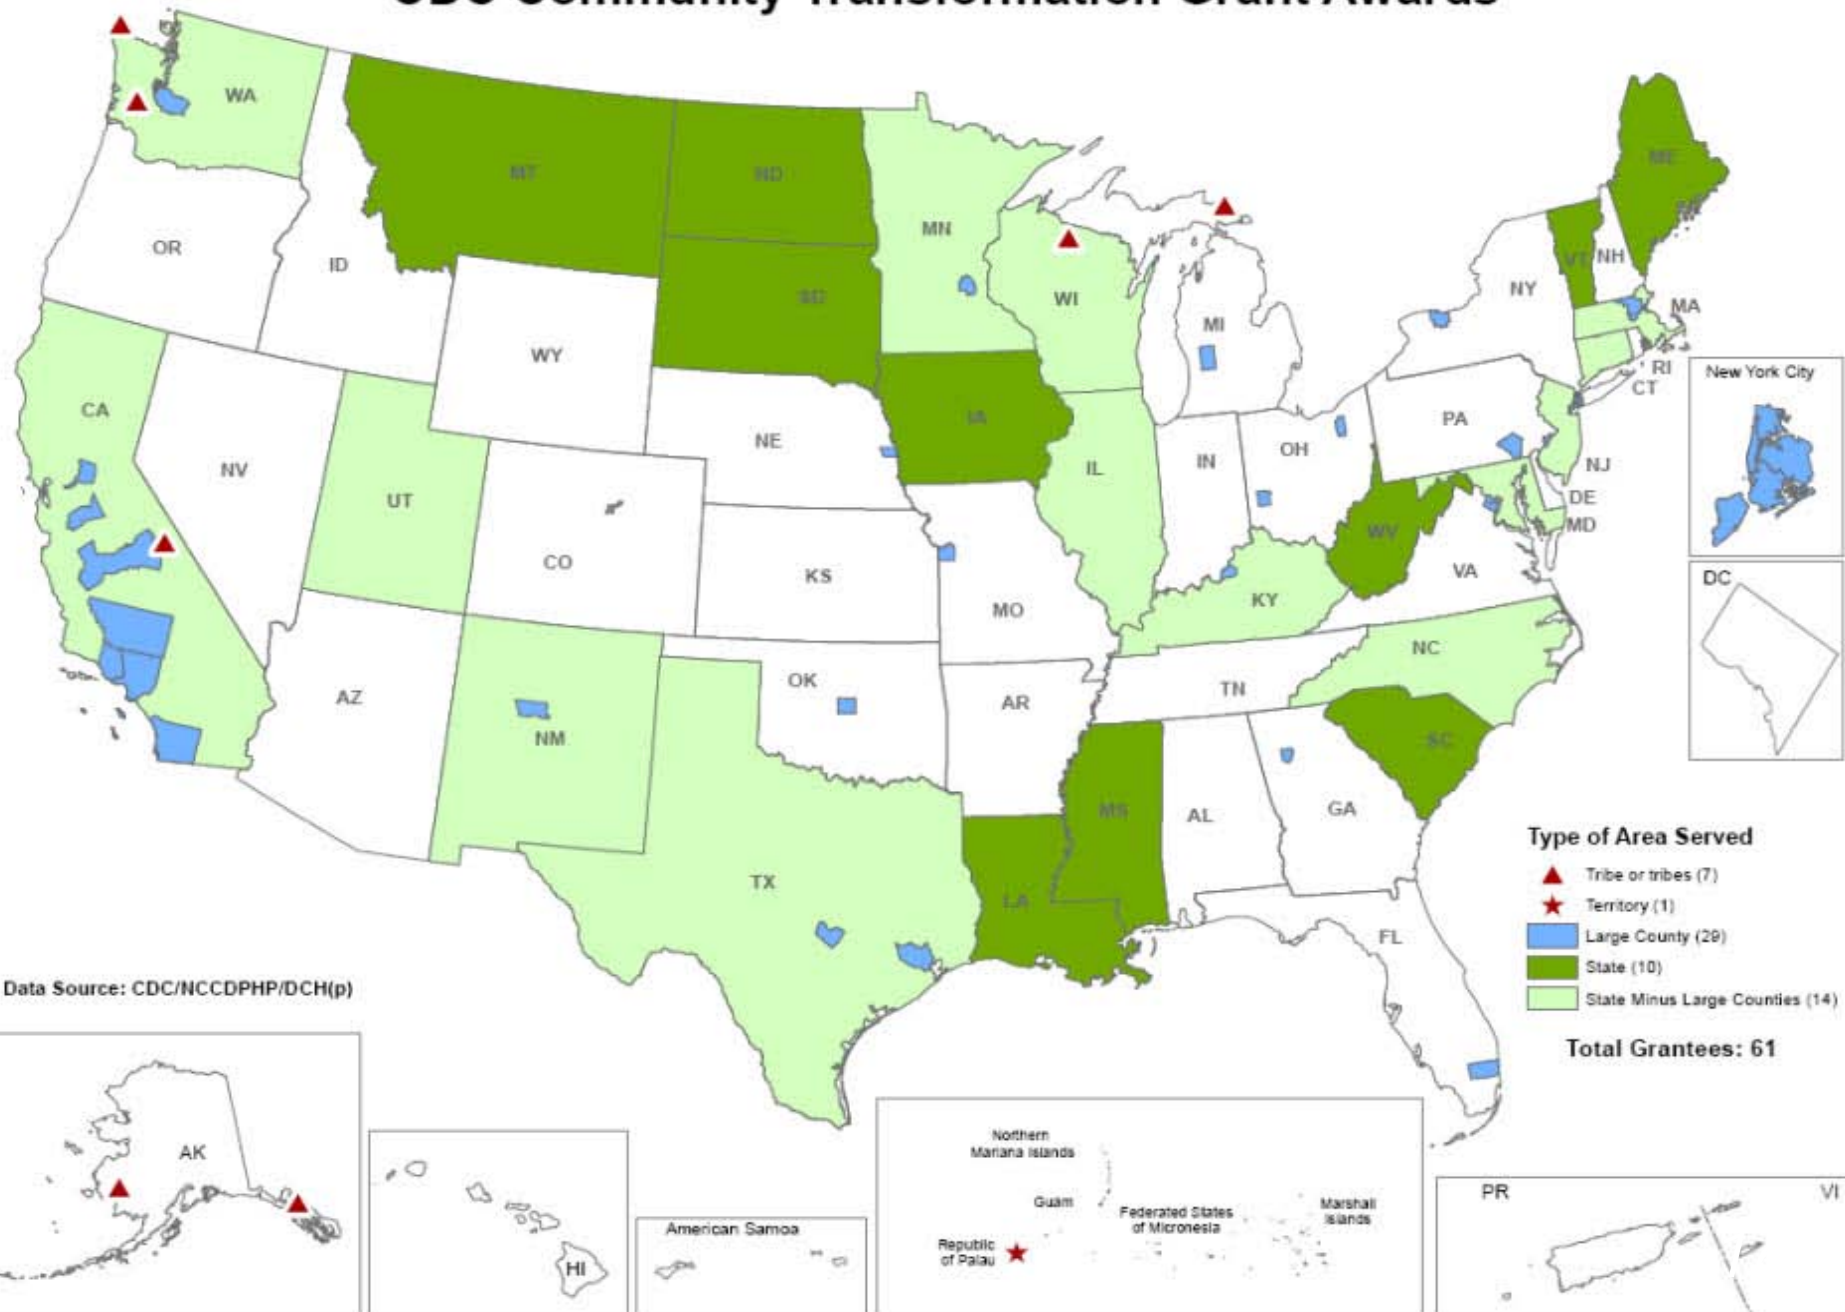 CDC Community Transformation Grant Awards
WA
MT
ND
MN
ME
OR
ID
SD
WI
MI
VT
NH
NY
MA
WY
RI
CT
New York City
CA
NV
UT
NE
IA
IL
IN
OH
PA
NJ
DE
MD
CO
KS
MO
KY
WV
VA
DC
AZ
NM
OK
AR
TN
NC
SC
TX
LA
MS
AL
GA
FL
Type of Area Served
Tribe or tribes (7)
Territory (1)
Large County (29)
State (10)
State Minus Large Counties (14)
Total Grantees: 61
Data Source: CDC/NCCDPHP/DCH(p)
AK
HI
American Samoa
Northern
Mariana Islands
Guam
Federated States
of Micronesia
Marshall
Islands
Republic
of Palau
PR
VI